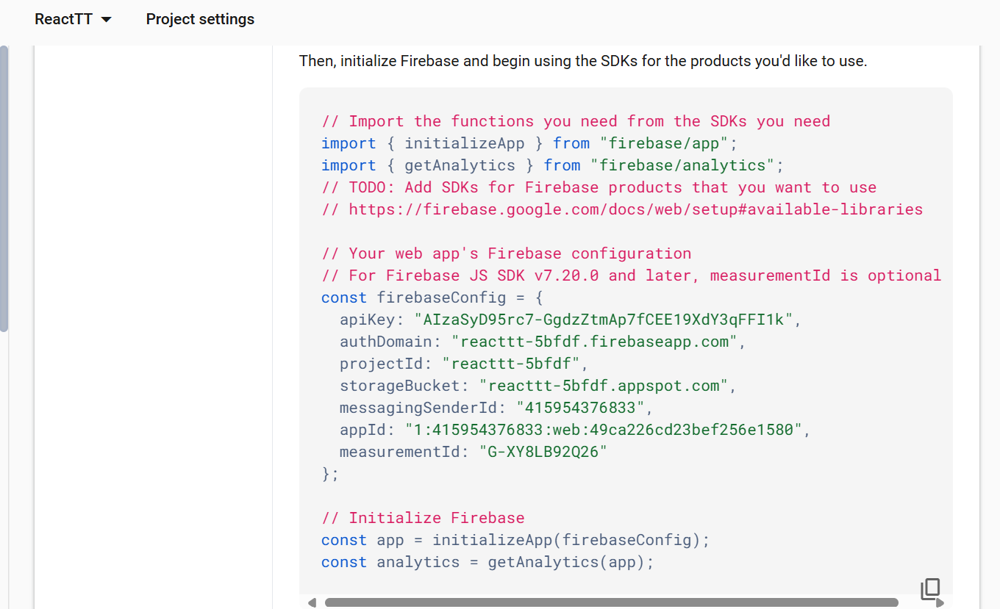 ReactTT Project settings
Then, initialize Firebase and begin using the SDKs for the products you'd like to use.
// Import the functions you need from the SDKs you need
import { initializeApp } from "firebase/app";
import { getAnalytics } from "firebase/analytics";
// TODO: Add SDKs for Firebase products that you want to use
// https://firebase.google.com/docs/web/setup#available-libraries
// Your web app's Firebase configuration
// For Firebase JS SDK v7.20.0 and later, measurementId is optional
const firebaseConfig = {
apiKey: "AIzaSyD95rc7-GgdzZtmAp7fCEE19XdY3qFFI1k",
authDomain: "reacttt-5bfdf.firebaseapp.com",
projectId: "reacttt-5bfdf",
storageBucket: "reacttt-5bfdf.appspot.com",
messagingSenderId: "415954376833",
appId: "1:415954376833:web:49ca226cd23bef256e1580",
measurementId: "G-XY8LB92Q26"
};
// Initialize Firebase
const app = initializeApp(firebaseConfig);
const analytics = getAnalytics(app);